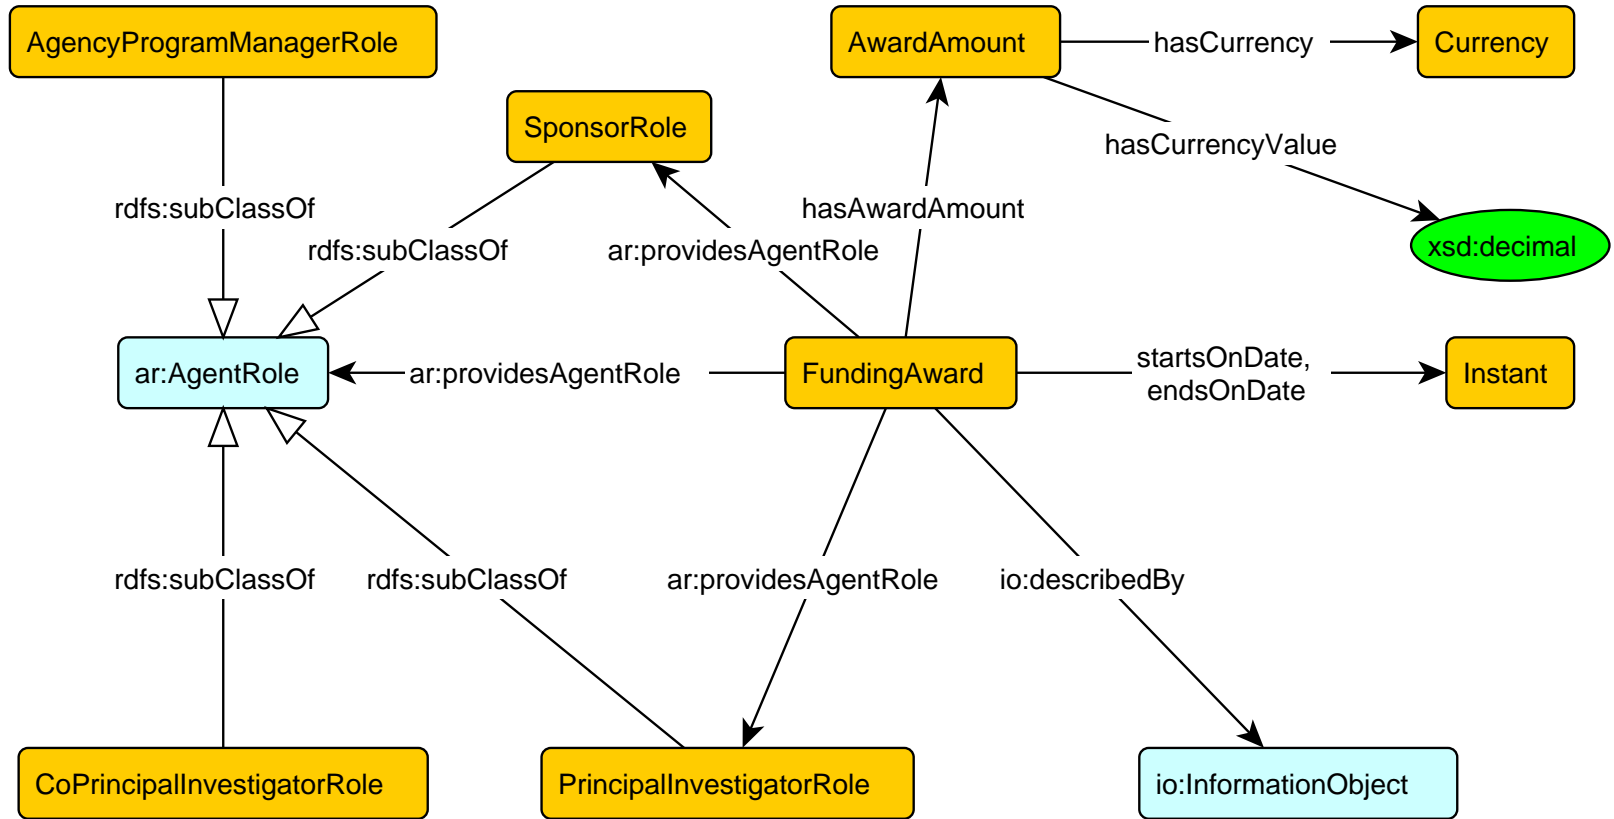 AgencyProgramManagerRole
AwardAmount
hasCurrency
Currency
SponsorRole
hasCurrencyValue
rdfs:subClassOf
hasAwardAmount
rdfs:subClassOf
ar:providesAgentRole
xsd:decimal
ar:AgentRole
ar:providesAgentRole
FundingAward
startsOnDate,
endsOnDate
Instant
rdfs:subClassOf
rdfs:subClassOf
ar:providesAgentRole
io:describedBy
CoPrincipalInvestigatorRole
PrincipalInvestigatorRole
io:InformationObject